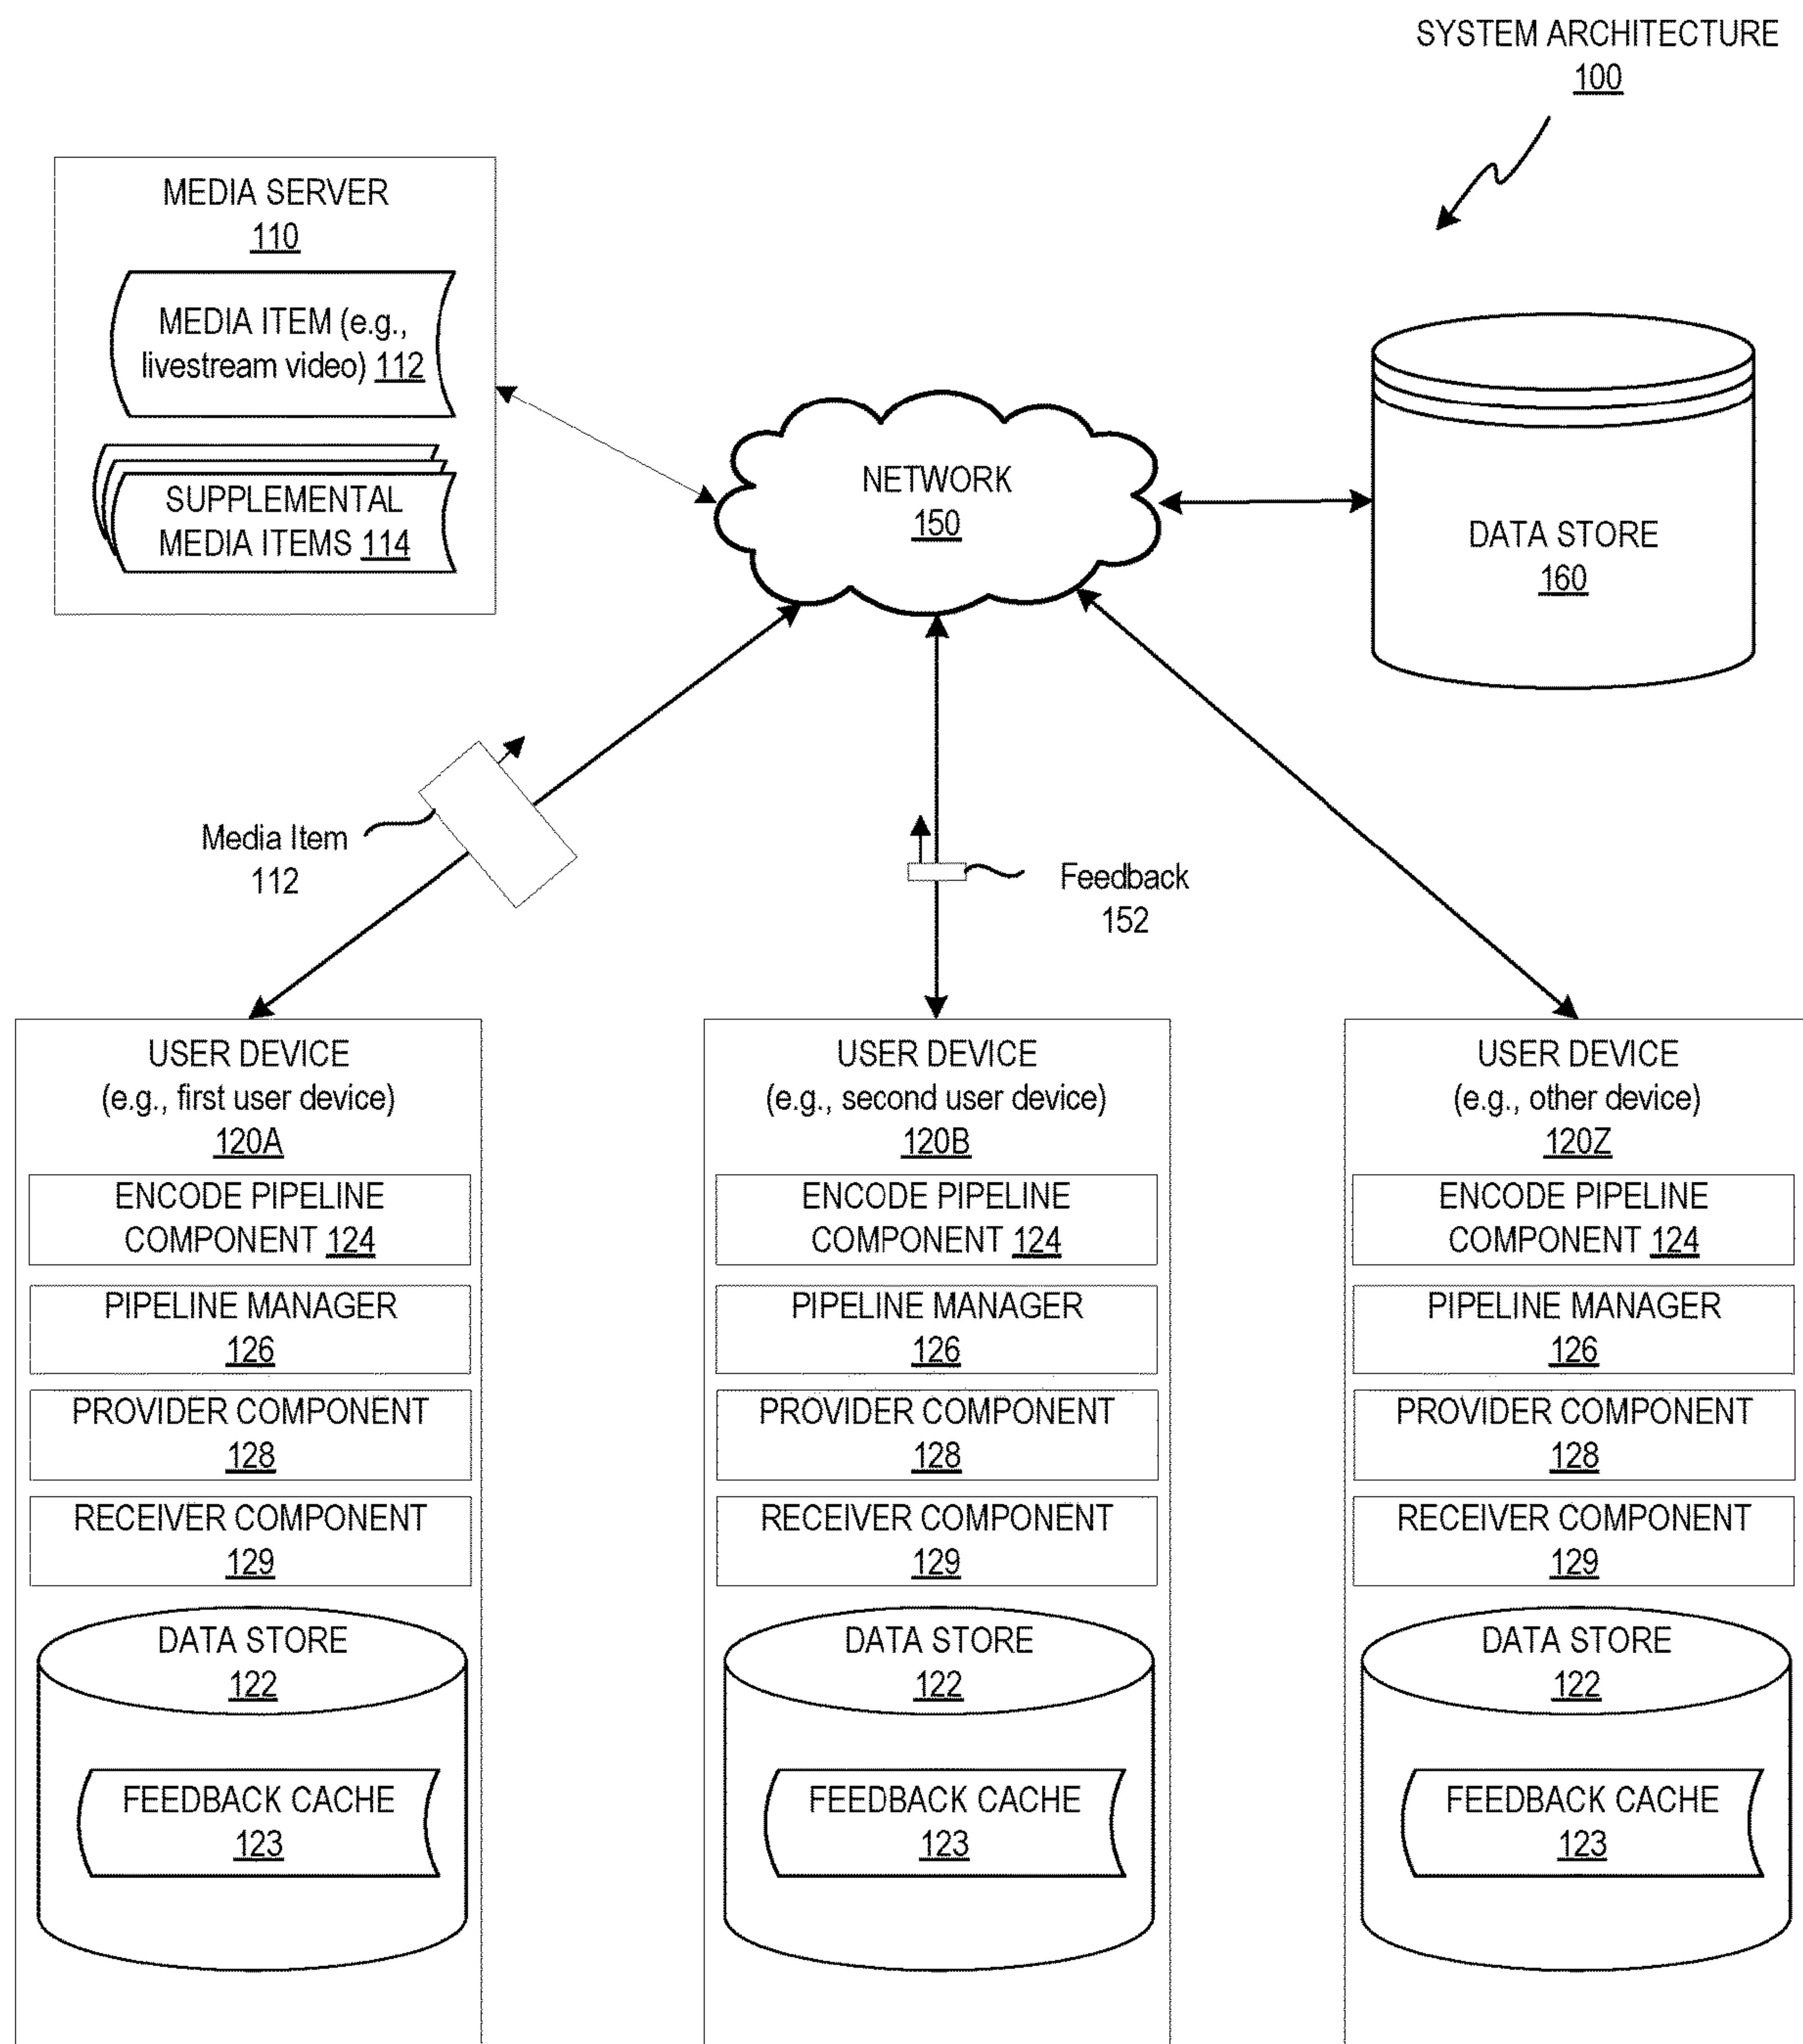 SYSTEM ARCHITECTURE
100
MEDIA SERVER
110
MEDIA ITEM (e.g.,
livestream video) 112
SUPPLEMENTAL
MEDIA ITEMS 114
NETWORK
150
DATA STORE
160
Media Item
112
Feedback
152
USER DEVICE
(e.g., first user device)
120A
ENCODE PIPELINE
COMPONENT 124
PIPELINE MANAGER
126
PROVIDER COMPONENT
128
RECEIVER COMPONENT
129
DATA STORE
122
FEEDBACK CACHE
123
USER DEVICE
(e.g., second user device)
120B
ENCODE PIPELINE
COMPONENT 124
PIPELINE MANAGER
126
PROVIDER COMPONENT
128
RECEIVER COMPONENT
129
DATA STORE
122
FEEDBACK CACHE
123
USER DEVICE
(e.g., other device)
120Z
ENCODE PIPELINE
COMPONENT 124
PIPELINE MANAGER
126
PROVIDER COMPONENT
128
RECEIVER COMPONENT
129
DATA STORE
122
FEEDBACK CACHE
123